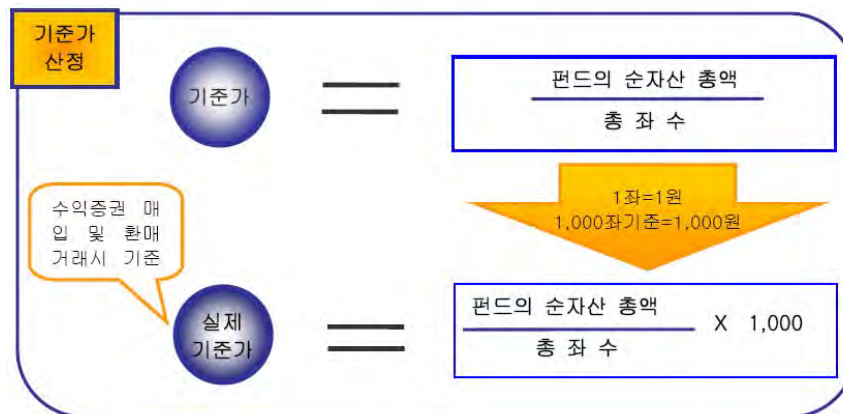 기준가
산정
기준가
펀드의 순자산 총액
총 좌 수
1좌=1원
1,000좌기준=1,000원
수익증권 매
입 및 환매
거래시 기준
실제
기준가
펀드의 순자산 총액
X 1,000
총 좌 수